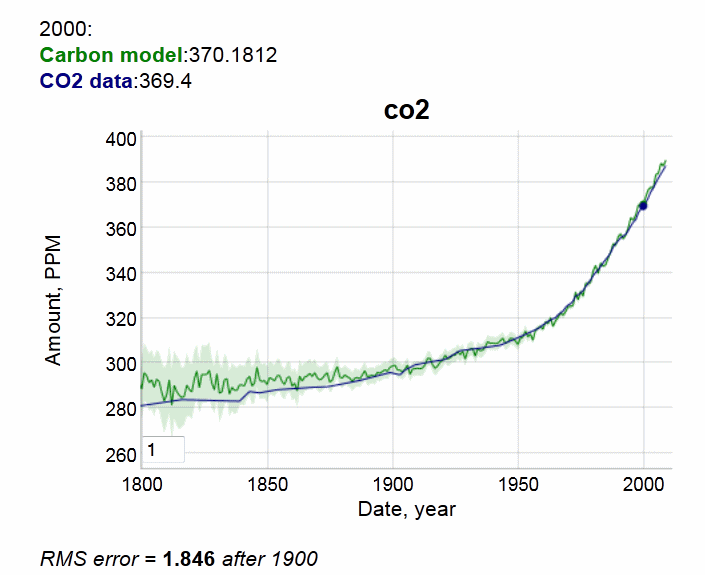 2000:
Carbon model:370.1812
CO2 data:369.4
co2
400
380
360
340
320
300
280
260
Amount, PPM
1
1800 1850 1900 1950 2000
Date, year
RMS error = 1.846 after 1900